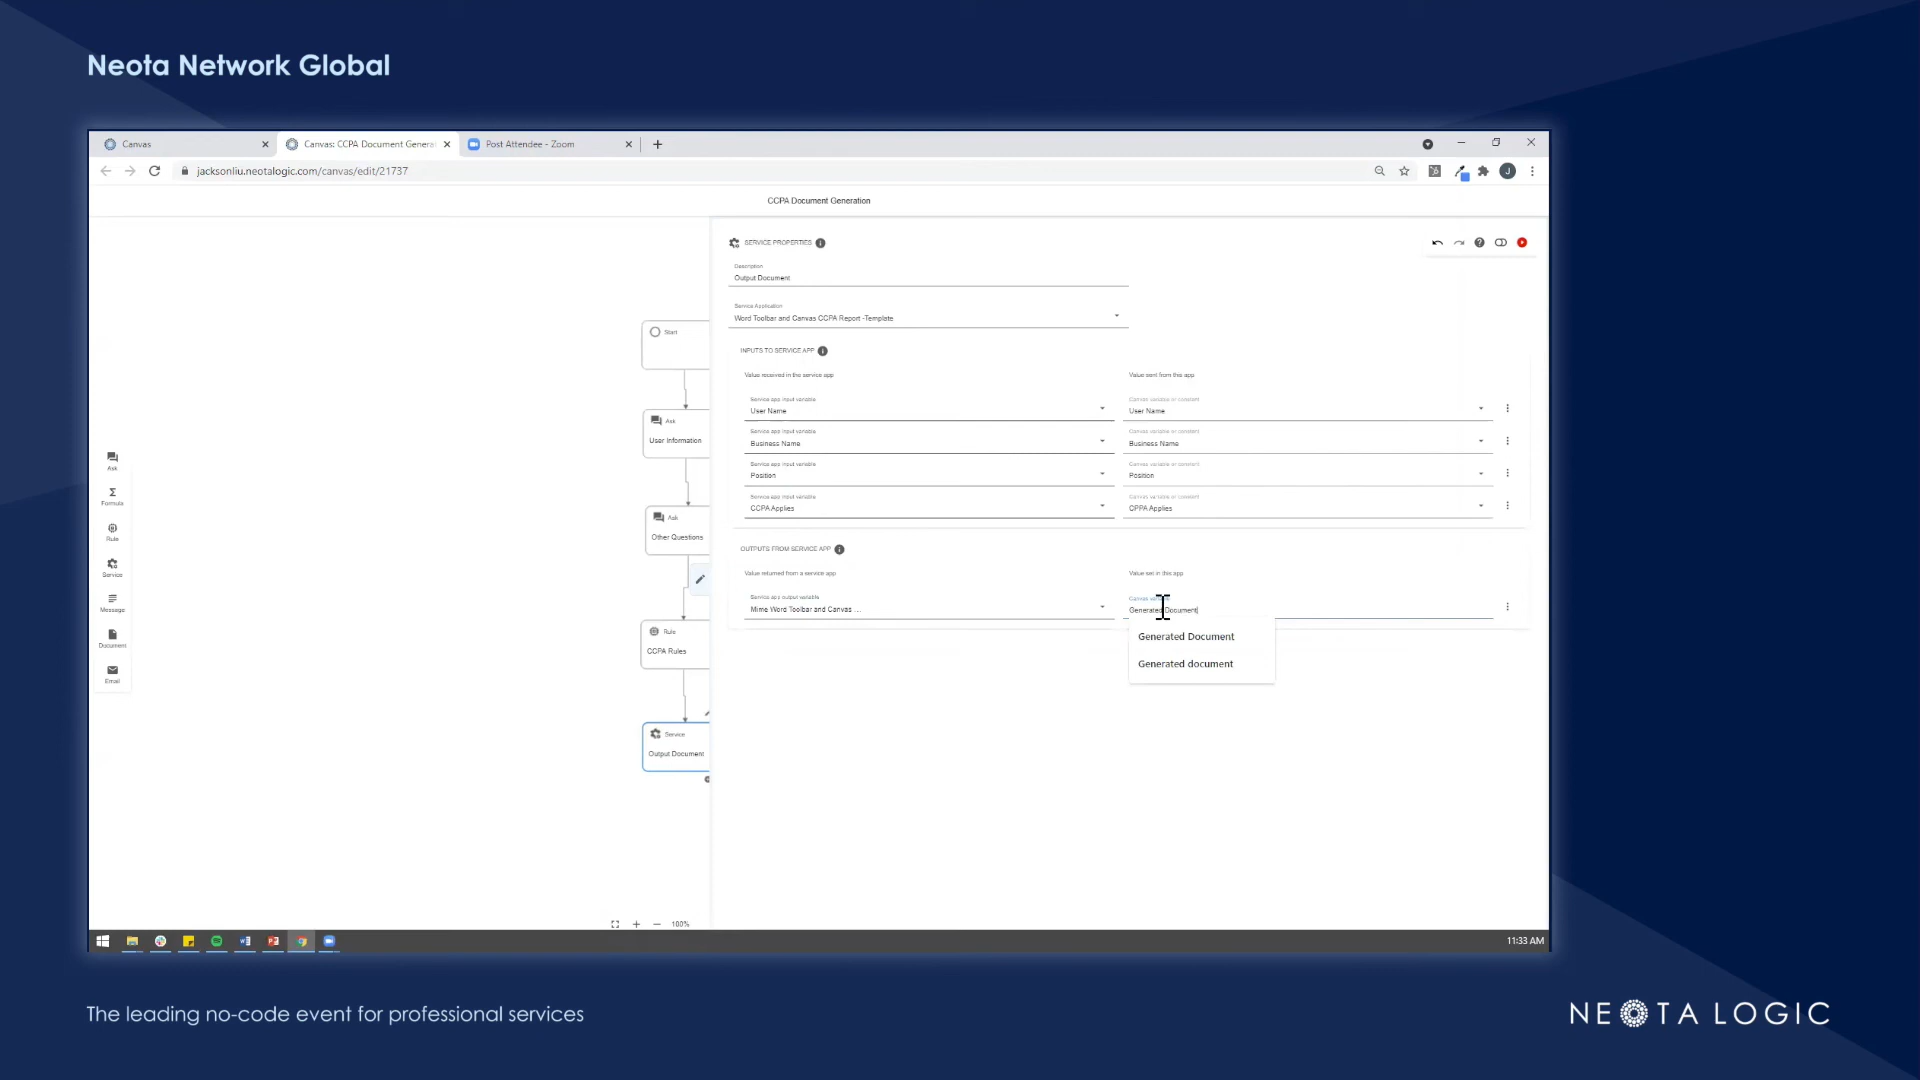 Neota Network Global
Canvas
Canvas: CCPA Document Genera
Post Attendee - Zoom
jacksonliu.neotalogic.com/canvas/edit/21737
J
CCPA Document Generation
SERVICE PROPERTIES
Description
Output Document
Service Application
Word Toolbar and Canvas CCPA Report -Template
INPUTS TO SERVICE APP
Value received in the service app
Value sent from this app
Service app input variable
User Name
Canvas variable or constant
User Name
Service app input variable
Business Name
Canvas variable or constant
Business Name
Service app input variable
Position
Canvas variable or constant
Position
Service app input variable
CCPA Applies
Canvas variable or constant
CPPA Applies
OUTPUTS FROM SERVICE APP
Value returned from a service app
Value set in this app
Service app output variable
Mime Word Toolbar and Canvas ...
Canvas variable
Generated Document
Generated Document
Generated document
Start
Ask
User Information
Ask
Other Questions
Rule
CCPA Rules
Service
Output Document
Ask
Formula
Rule
Service
Message
Document
Email
100%
11:33 AM
The leading no-code event for professional services
NEOTA LOGIC